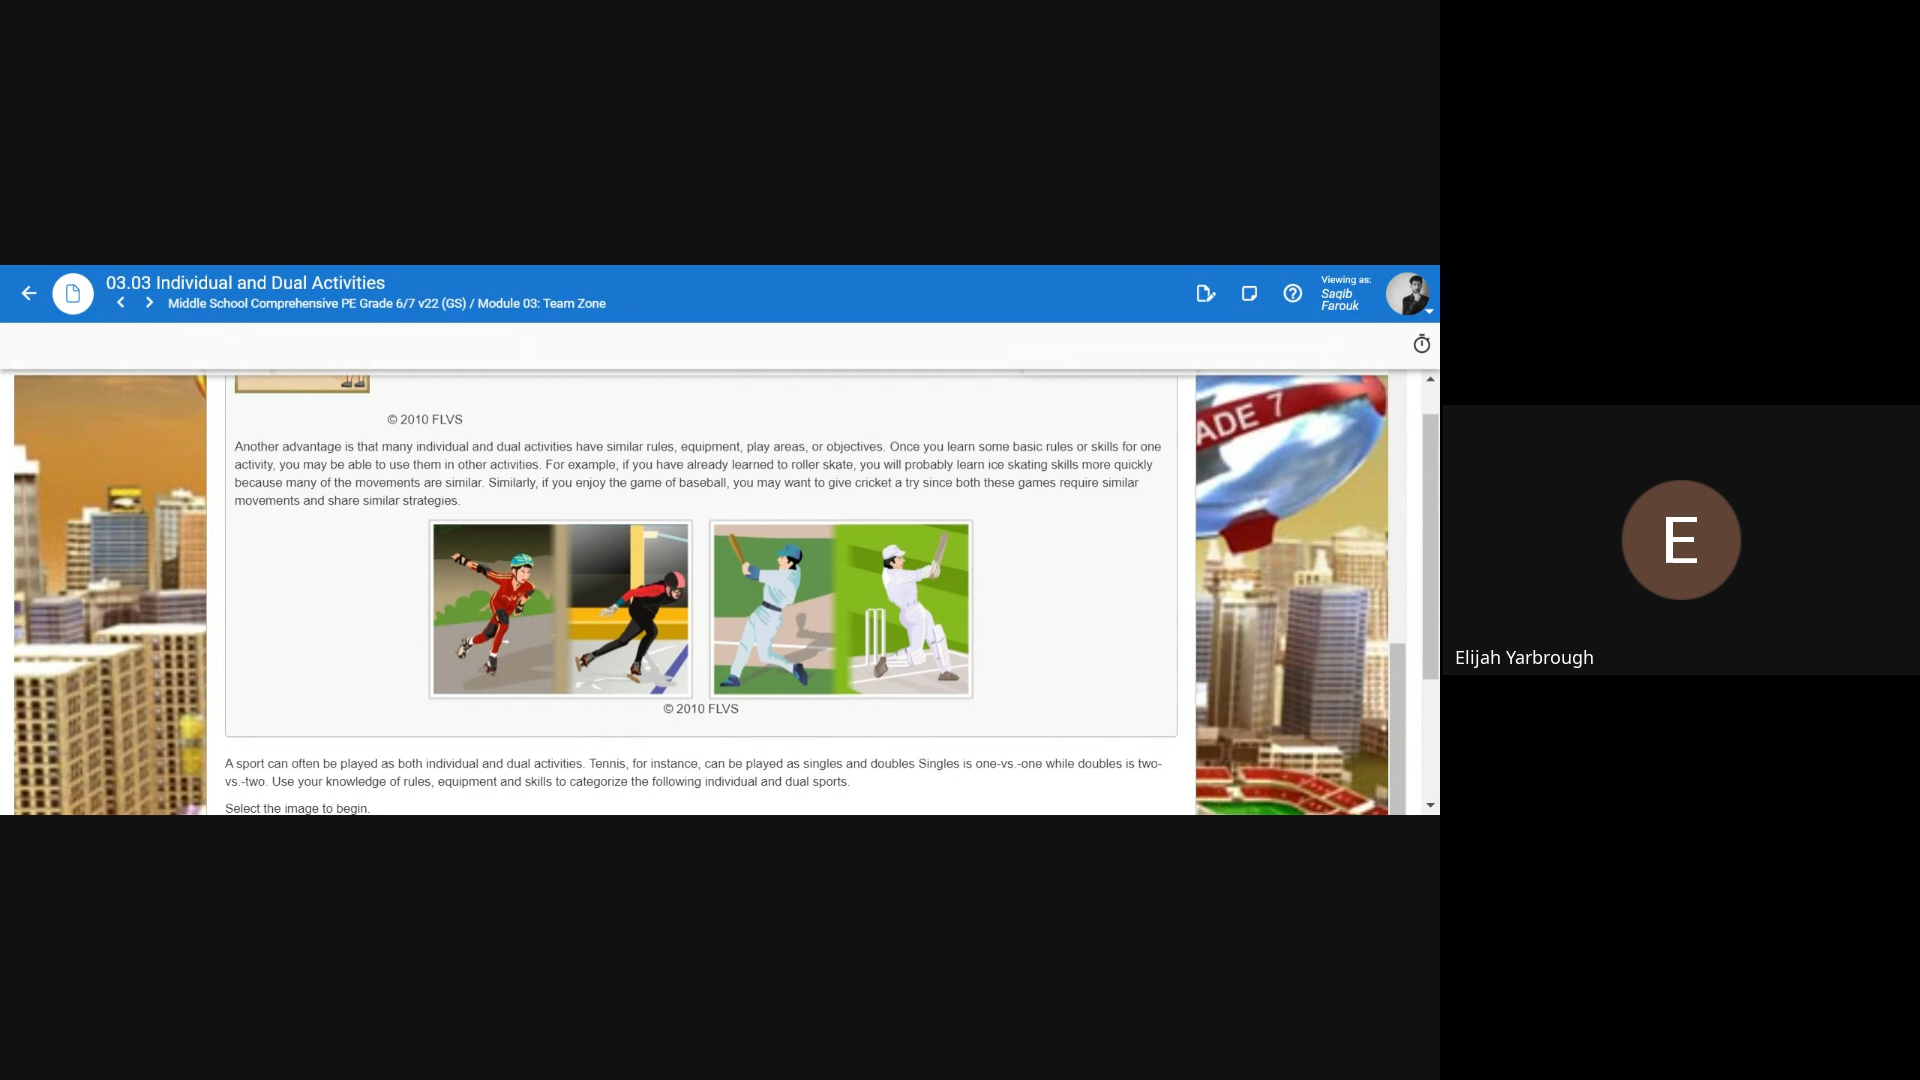 03.03 Individual and Dual Activities
Middle School Comprehensive PE Grade 6/7 v22 (GS) / Module 03: Team Zone
Viewing as:
Saqib
Farouk
ADE 7
© 2010 FLVS
Another advantage is that many individual and dual activities have similar rules, equipment, play areas, or objectives. Once you learn some basic rules or skills for one
activity, you may be able to use them in other activities. For example, if you have already learned to roller skate, you will probably learn ice skating skills more quickly
because many of the movements are similar. Similarly, if you enjoy the game of baseball, you may want to give cricket a try since both these games require similar
movements and share similar strategies.
© 2010 FLVS
A sport can often be played as both individual and dual activities. Tennis, for instance, can be played as singles and doubles Singles is one-vs.-one while doubles is two-
vs.-two. Use your knowledge of rules, equipment and skills to categorize the following individual and dual sports.
Select the image to begin.
E
Elijah Yarbrough